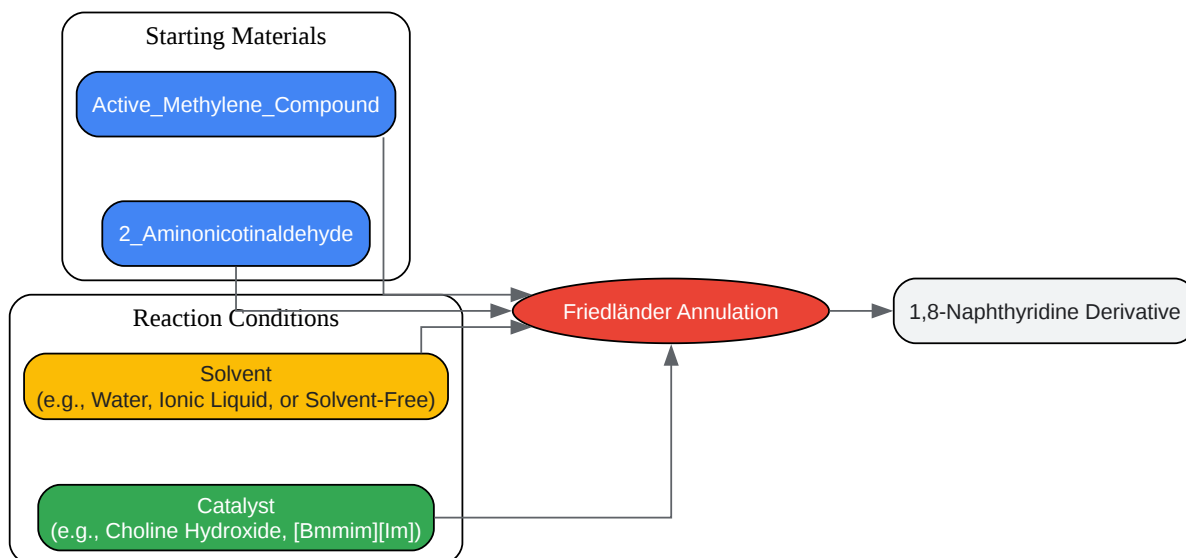 Starting Materials
Active_Methylene_Compound
2_Aminonicotinaldehyde
Reaction Conditions
Solvent
(e.g., Water, Ionic Liquid, or Solvent-Free)
Catalyst
(e.g., Choline Hydroxide, [Bmmim][Im])
Friedländer Annulation
1,8-Naphthyridine Derivative